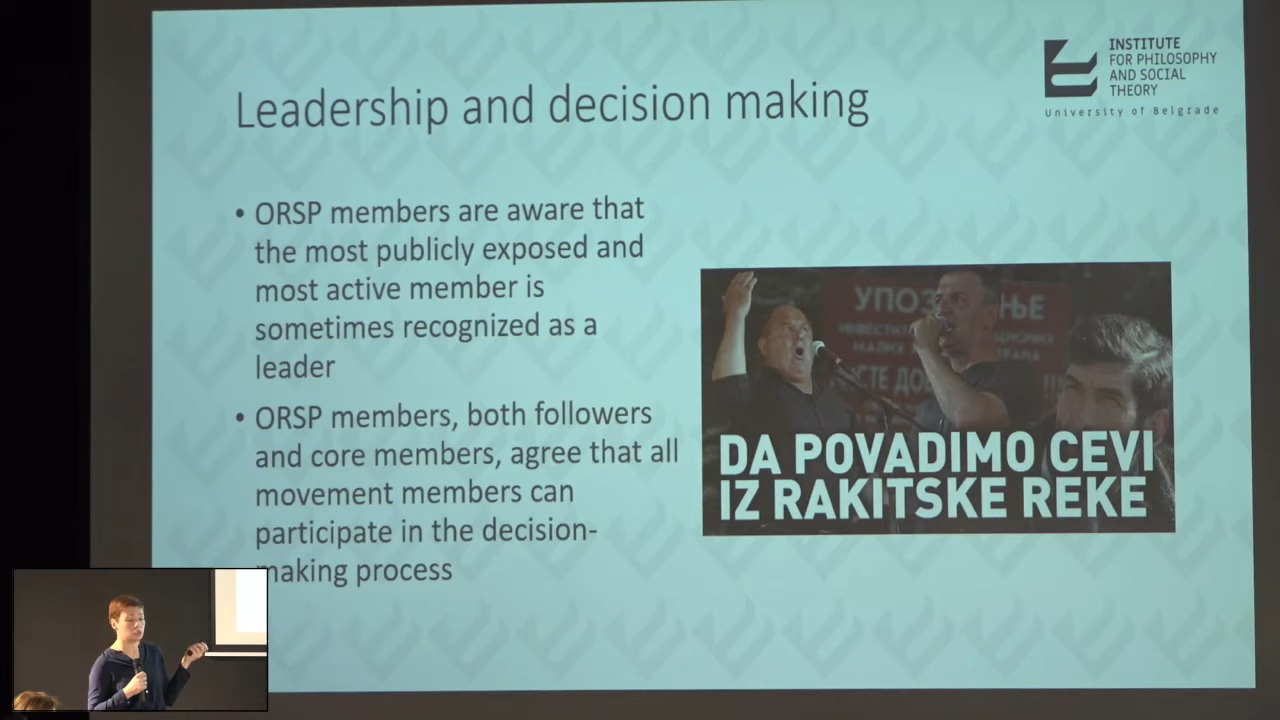 INSTITUTE
FOR PHILOSOPHY
AND SOCIAL
THEORY
University of Belgrade
Leadership and decision making
• ORSP members are aware that
the most publicly exposed and
most active member is
sometimes recognized as a
leader
• ORSP members, both followers
and core members, agree that all
movement members can
participate in the decision-
making process
МАЛИХ
DA POVADIMO CEVI
IZ RAKITSKE REKE